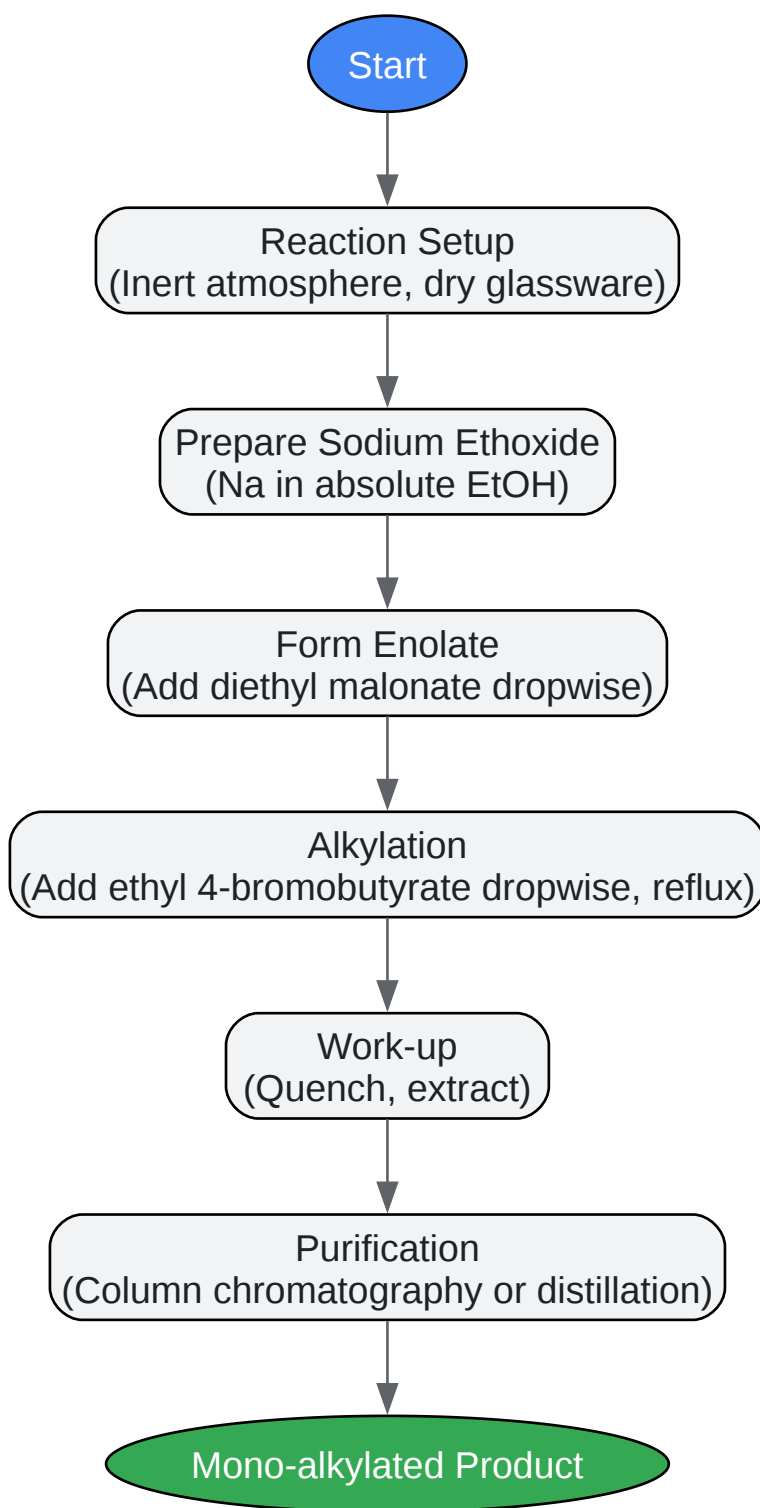 Start
Reaction Setup
(Inert atmosphere, dry glassware)
Prepare Sodium Ethoxide
(Na in absolute EtOH)
Form Enolate
(Add diethyl malonate dropwise)
Alkylation
(Add ethyl 4-bromobutyrate dropwise, reflux)
Work-up
(Quench, extract)
Purification
(Column chromatography or distillation)
Mono-alkylated Product